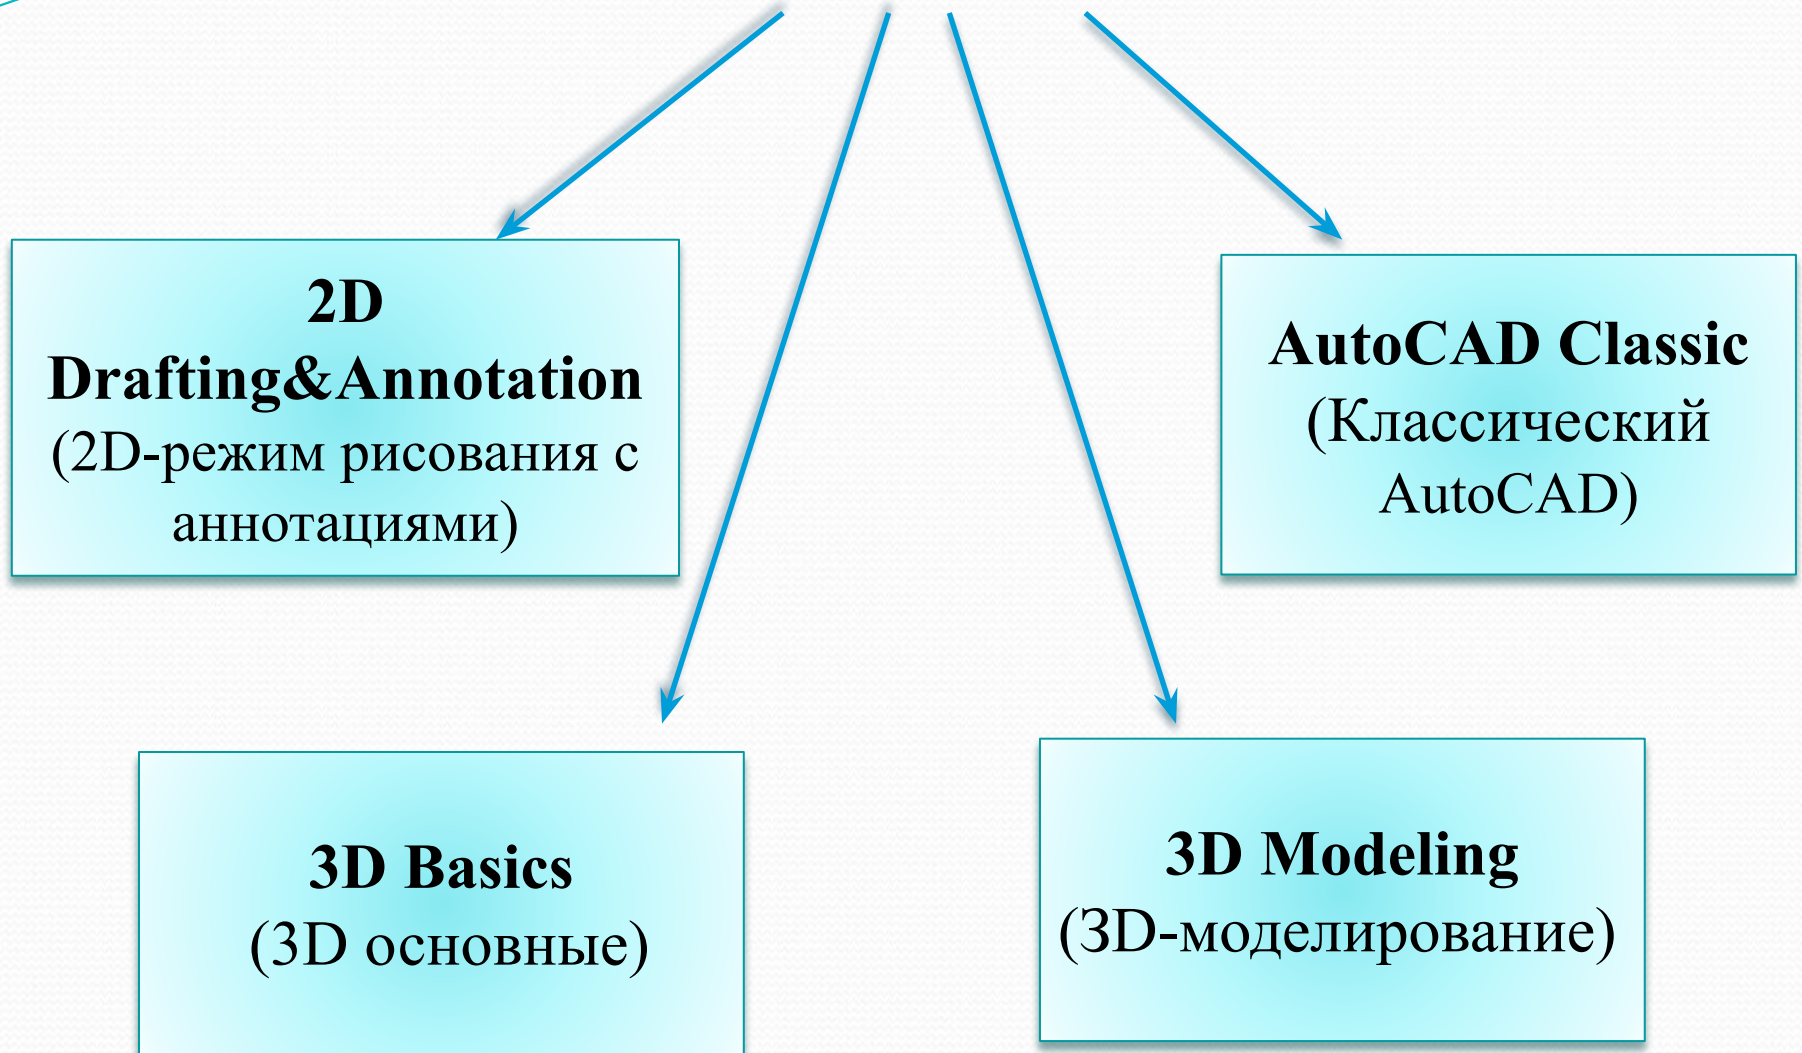 2D
Drafting&Annotation
(2D-режим рисования с
аннотациями)
AutoCAD Classic
(Классический
AutoCAD)
3D Basics
(3D основные)
3D Modeling
(3D-моделирование)